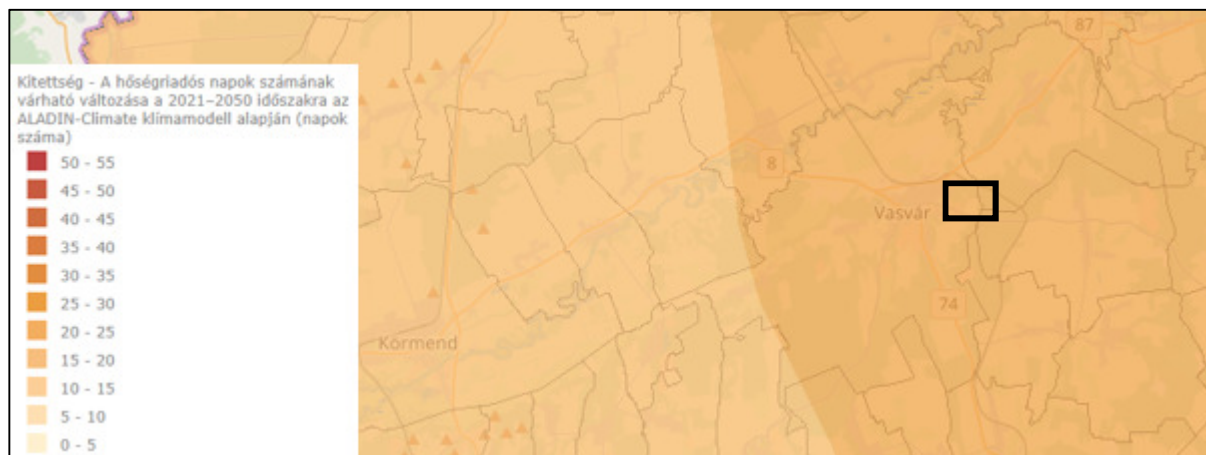 87
Kitettség - A hőségriadós napok számának
várható változása a 2021–2050 időszakra az
ALADIN-Climate klímamodell alapján (napok
száma)
50 - 55
45 - 50
40 - 45
35 - 40
30 - 35
25 - 30
20 - 25
15 - 20
10 - 15
5 - 10
0 - 5
8
Vasvár
74
Körmend